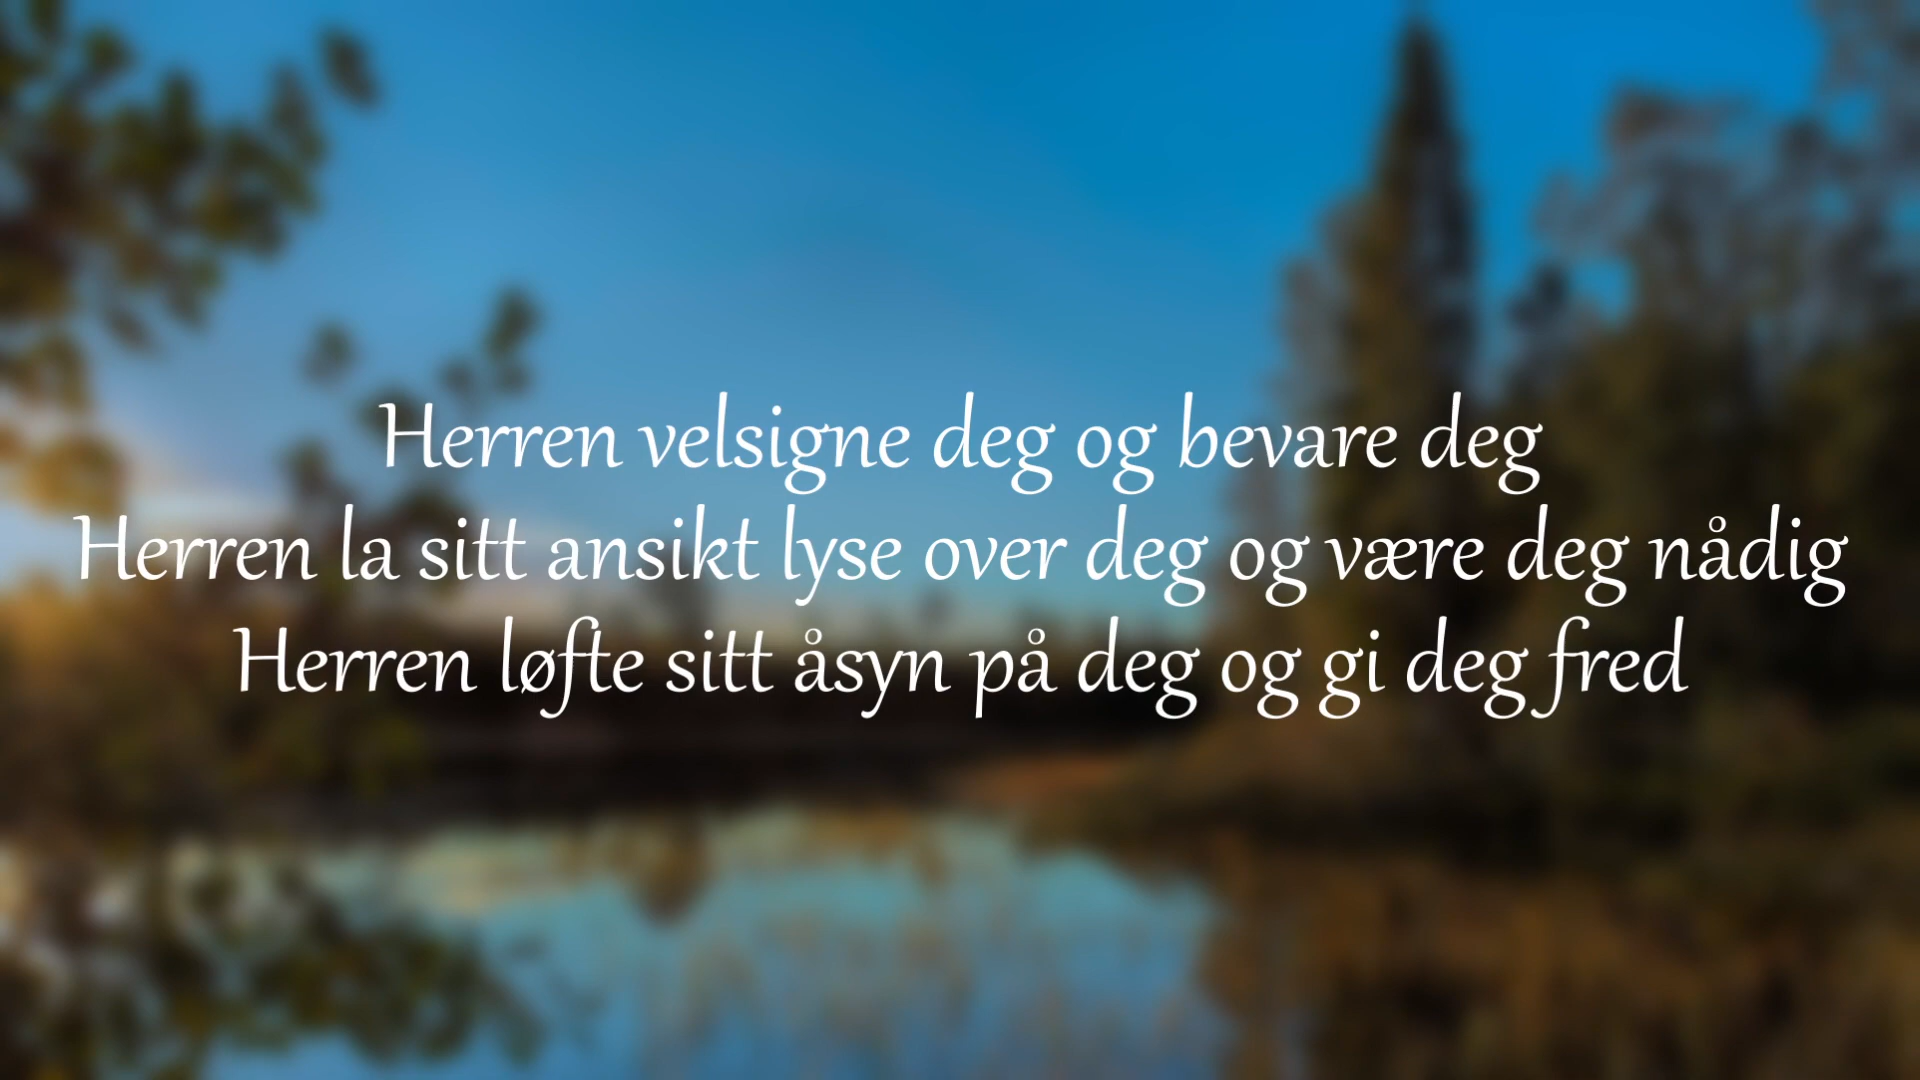 Herren velsigne deg og bevare deg
Herren la sitt ansikt lyse over deg og være deg nådig
Herren løfte sitt åsyn på deg og gi deg fred